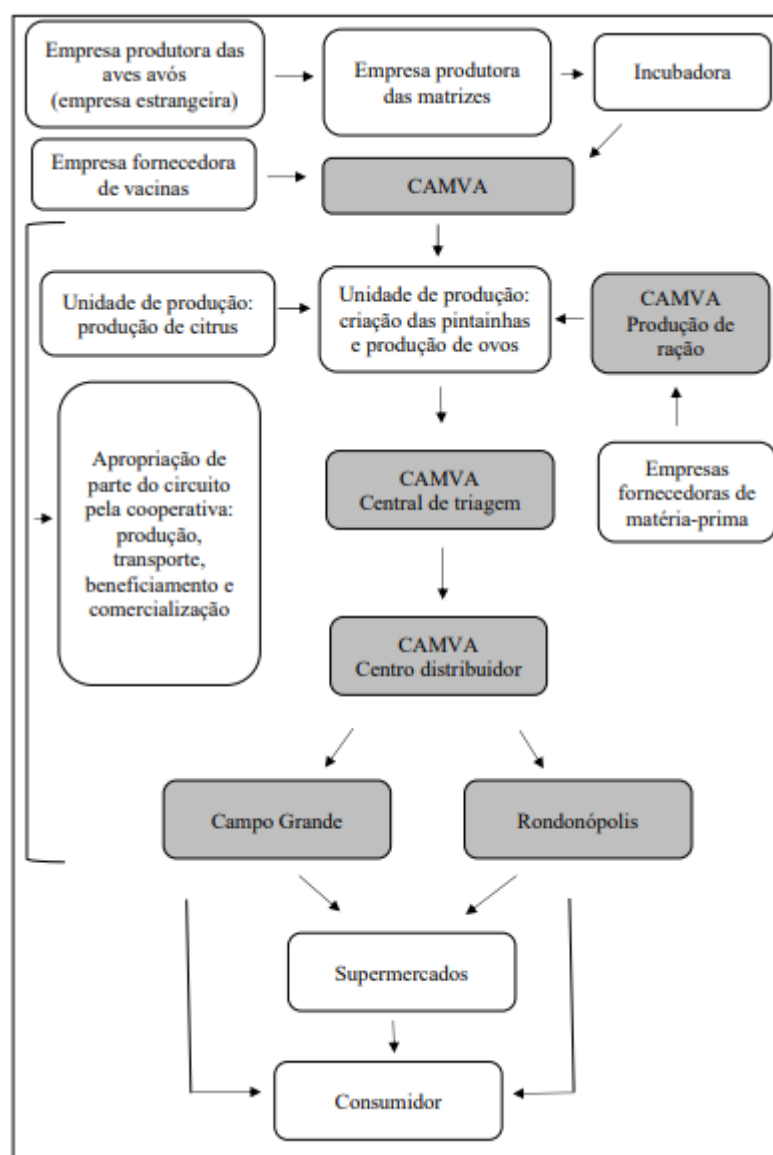 Empresa produtora das
aves avós
(empresa estrangeira)
Empresa produtora
das matrizes
Incubadora
Empresa fornecedora
de vacinas
CAMVA
Unidade de produção:
produção de citrus
Unidade de produção:
criação das pintainhas
e produção de ovos
CAMVA
Produção de
ração
Apropriação de
parte do circuito
pela cooperativa:
produção,
transporte,
beneficiamento e
comercialização
CAMVA
Central de triagem
Empresas
fornecedoras de
matéria-prima
CAMVA
Centro distribuidor
Campo Grande
Rondonópolis
Supermercados
Consumidor